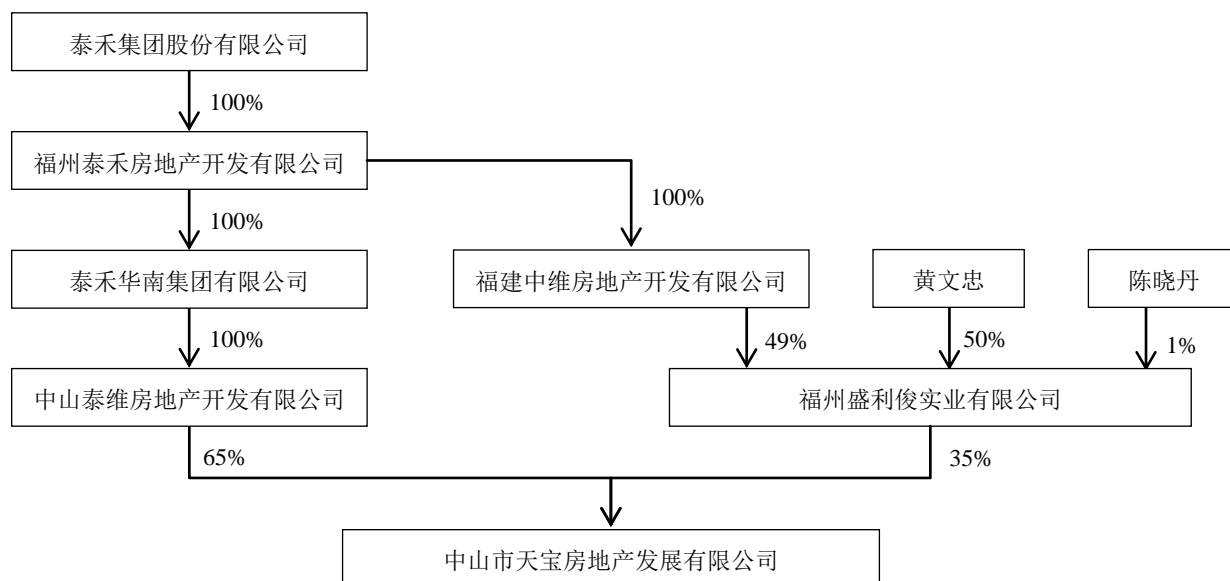 泰禾集团股份有限公司
100%
福州泰禾房地产开发有限公司
100%
100%
泰禾华南集团有限公司
福建中维房地产开发有限公司
黄文忠
陈晓丹
100%
49%
50%
1%
中山泰维房地产开发有限公司
福州盛利俊实业有限公司
65%
35%
中山市天宝房地产发展有限公司